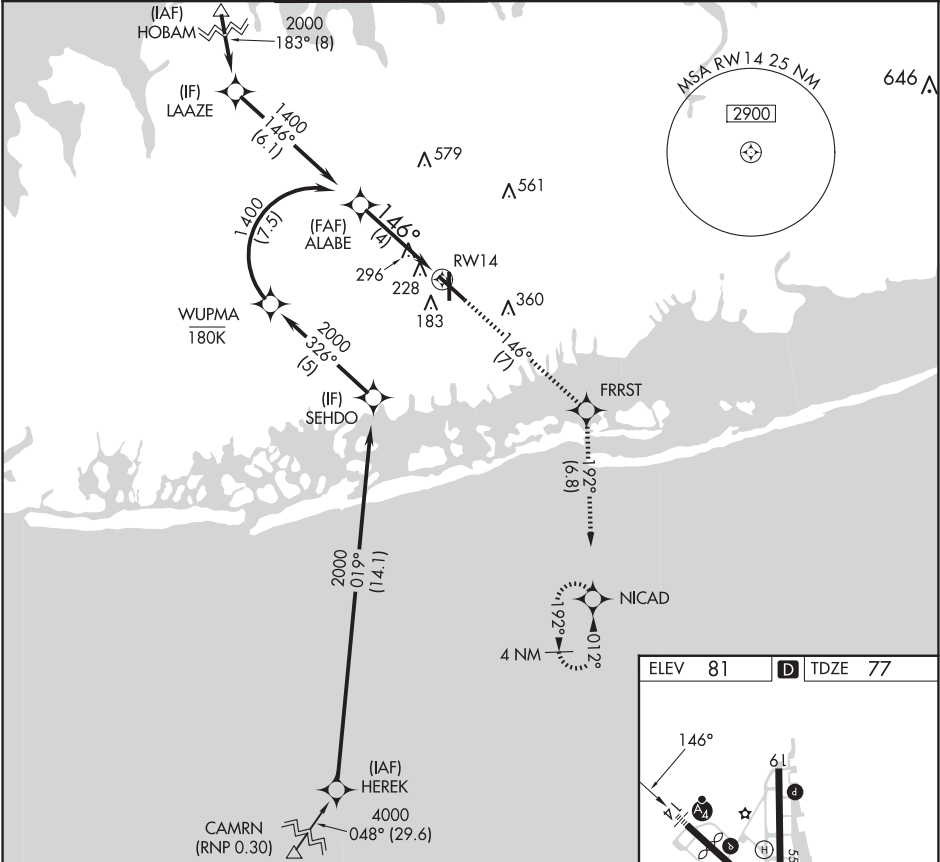 (IAF)
HOBAM
2000
183° (8)
(IF)
LAAZE
1400
146°
(6.1)
MSA RW14 25 NM
2900
646
579
561
1400
(7.5)
(FAF)
ALABE
146°
(4)
296
228
RW14
183
360
WUPMA
180K
2000
326°
(5)
(IF)
SEHDO
146°
(7)
FRRST
192°
(6.8)
2000
019°
(14.1)
NICAD
192°
012°
4 NM
(IAF)
HEREK
CAMRN
(RNP 0.30)
4000
048° (29.6)
ELEV 81
D
TDZE 77
146°
19
P
A4
14
P
H